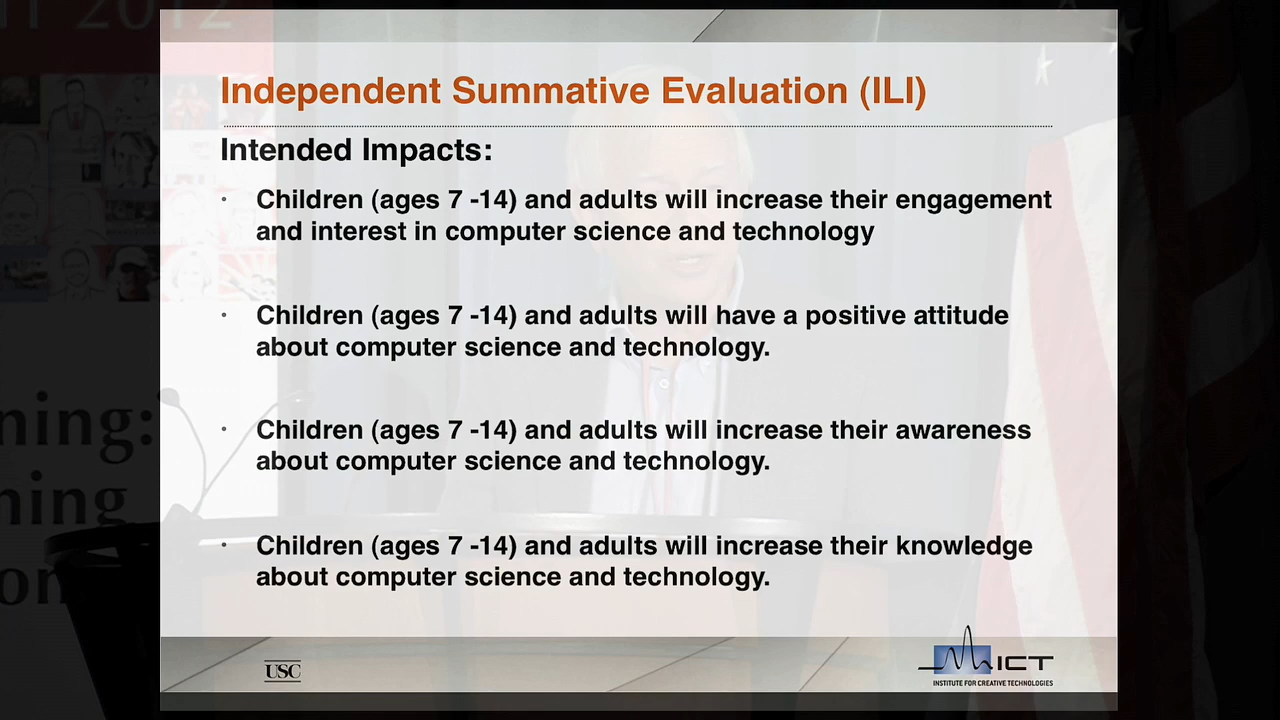 2012
Independent Summative Evaluation (ILI)
Intended Impacts:
· Children (ages 7 -14) and adults will increase their engagement
and interest in computer science and technology
· Children (ages 7 -14) and adults will have a positive attitude
about computer science and technology.
· Children (ages 7 -14) and adults will increase their awareness
about computer science and technology.
· Children (ages 7 -14) and adults will increase their knowledge
about computer science and technology.
USC
ICT
INSTITUTE FOR CREATIVE TECHNOLOGIES